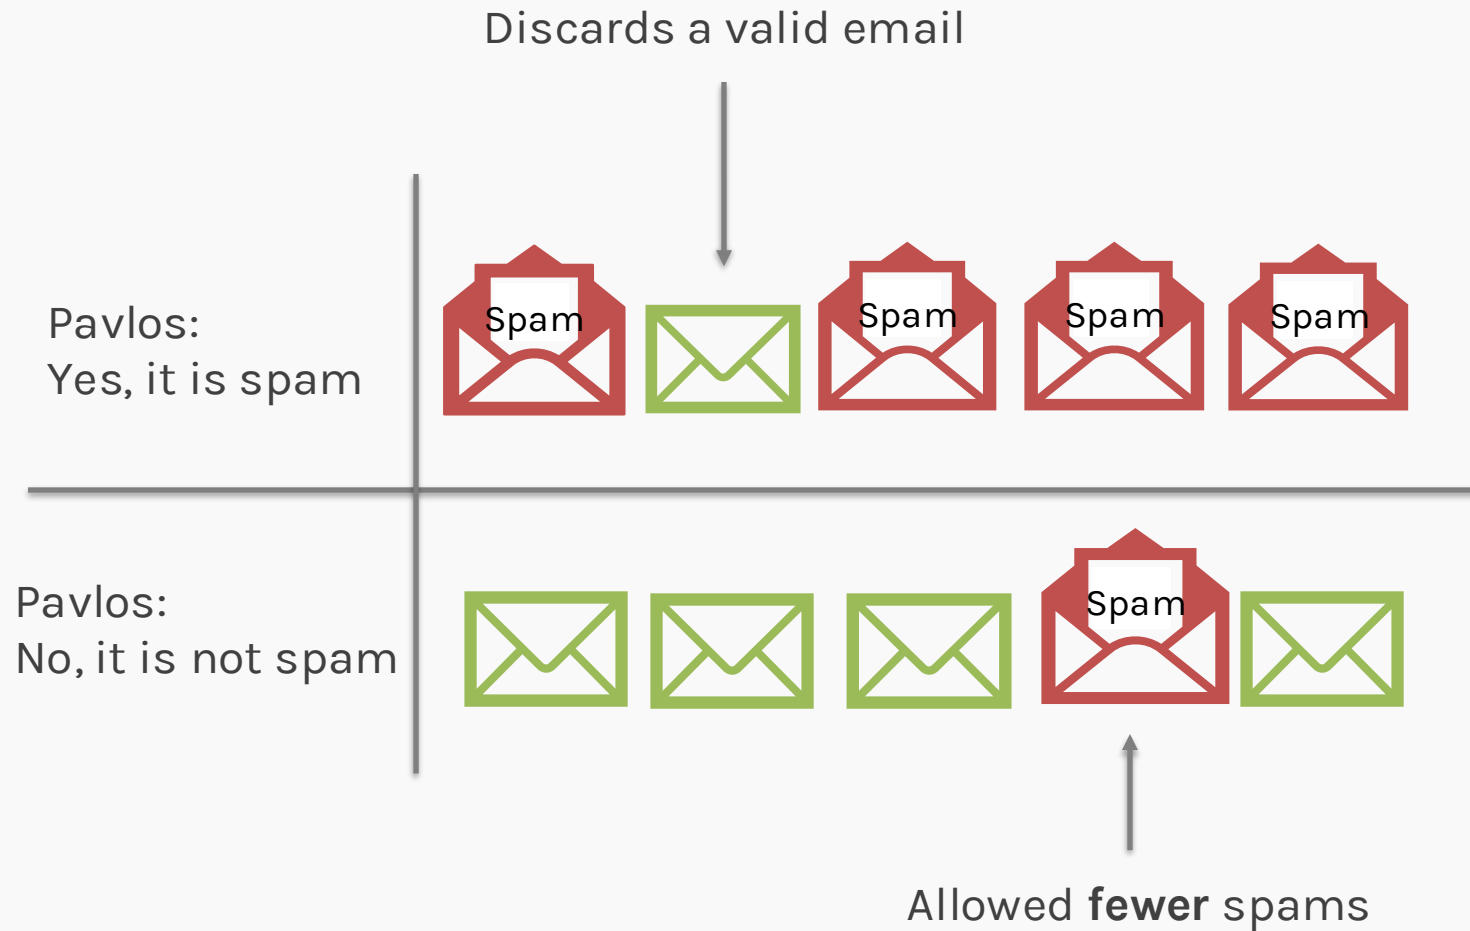 Discards a valid email
Spam
Spam
Spam
Spam
Pavlos:
Yes, it is spam
Pavlos:
No, it is not spam
Spam
Allowed fewer spams